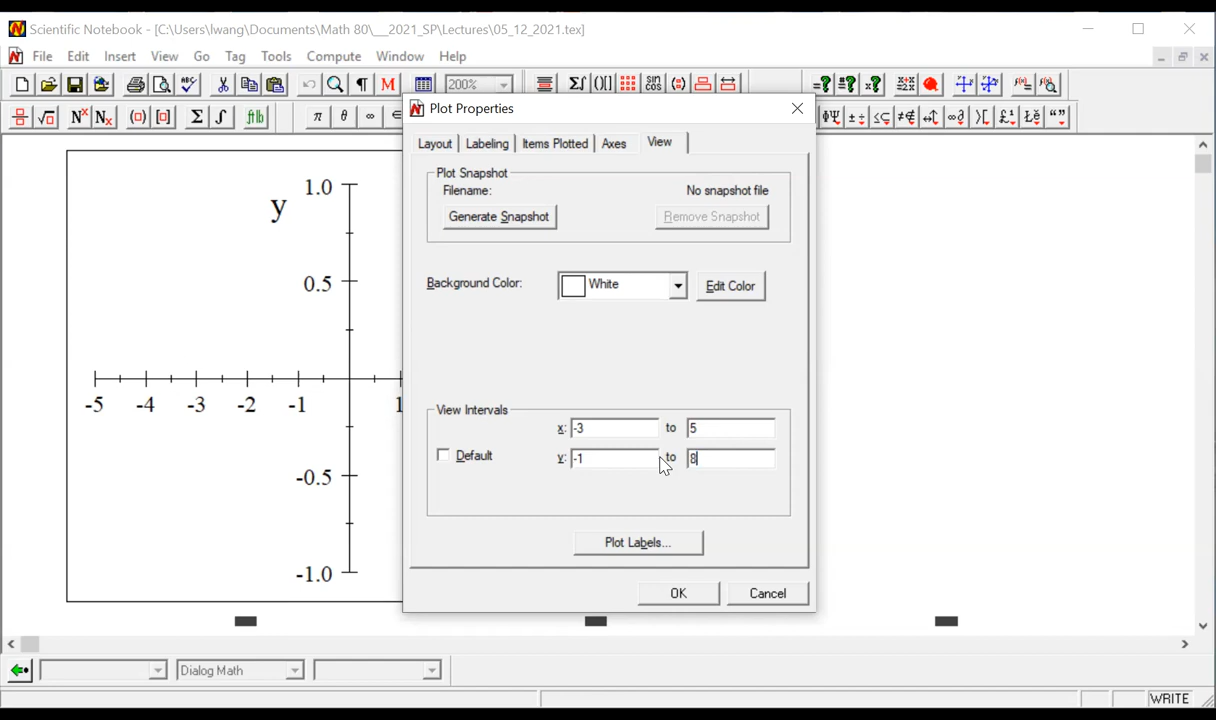 Scientific Notebook - [C:\Users\lwang\Documents\Math 80\__2021_SP\Lectures\05_12_2021.tex]
File Edit Insert View Go Tag Tools Compute Window Help
200%
Plot Properties
Layout Labeling Items Plotted Axes View
Plot Snapshot
Filename: No snapshot file
Generate Snapshot Remove Snapshot
Background Color: White Edit Color
View Intervals
x: -3 to 5
Default y: -1 to 8
Plot Labels...
OK Cancel
y
1.0
0.5
-5 -4 -3 -2 -1 1
-0.5
-1.0
Dialog Math
WRITE